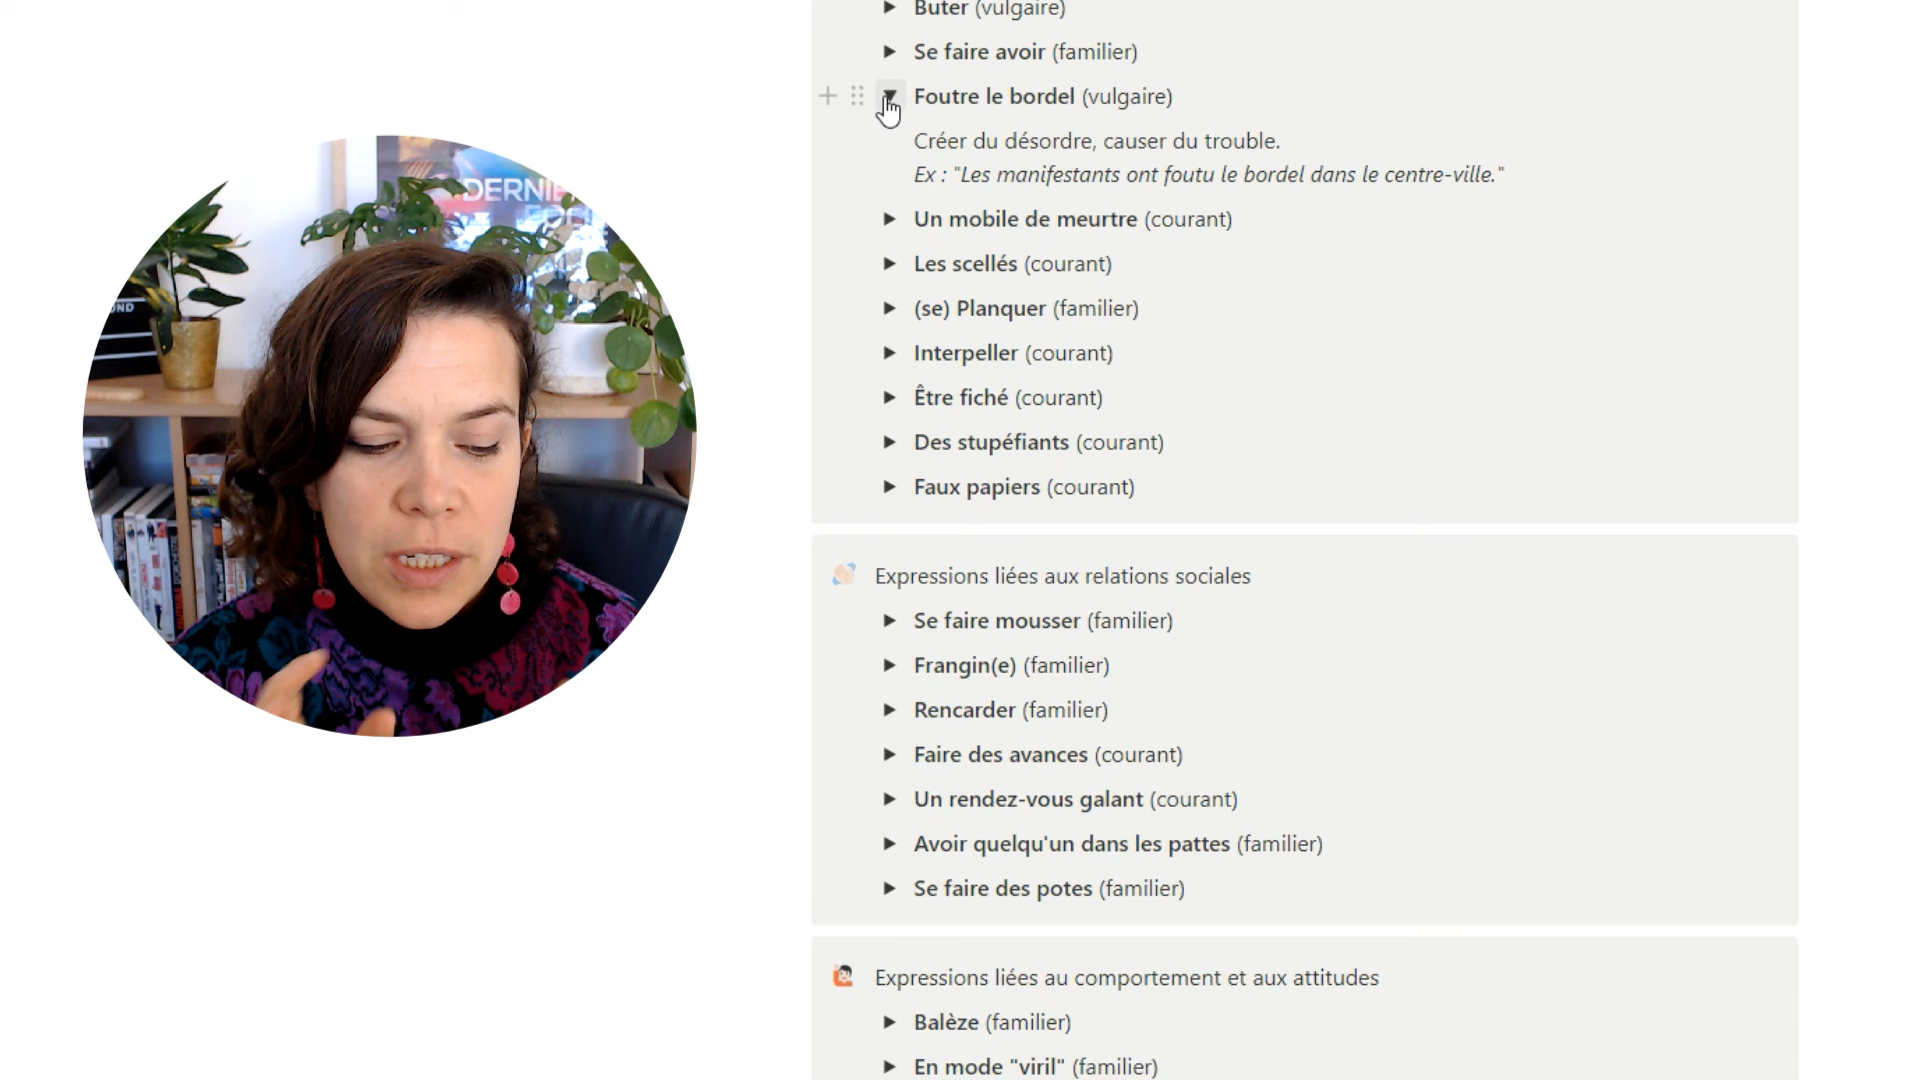 Buter (vulgaire)
Se faire avoir (familier)
Foutre le bordel (vulgaire)
Créer du désordre, causer du trouble.
Ex : "Les manifestants ont foutu le bordel dans le centre-ville."
Un mobile de meurtre (courant)
Les scellés (courant)
(se) Planquer (familier)
Interpeller (courant)
Être fiché (courant)
Des stupéfiants (courant)
Faux papiers (courant)
Expressions liées aux relations sociales
Se faire mousser (familier)
Frangin(e) (familier)
Rencarder (familier)
Faire des avances (courant)
Un rendez-vous galant (courant)
Avoir quelqu'un dans les pattes (familier)
Se faire des potes (familier)
Expressions liées au comportement et aux attitudes
Balèze (familier)
En mode "viril" (familier)